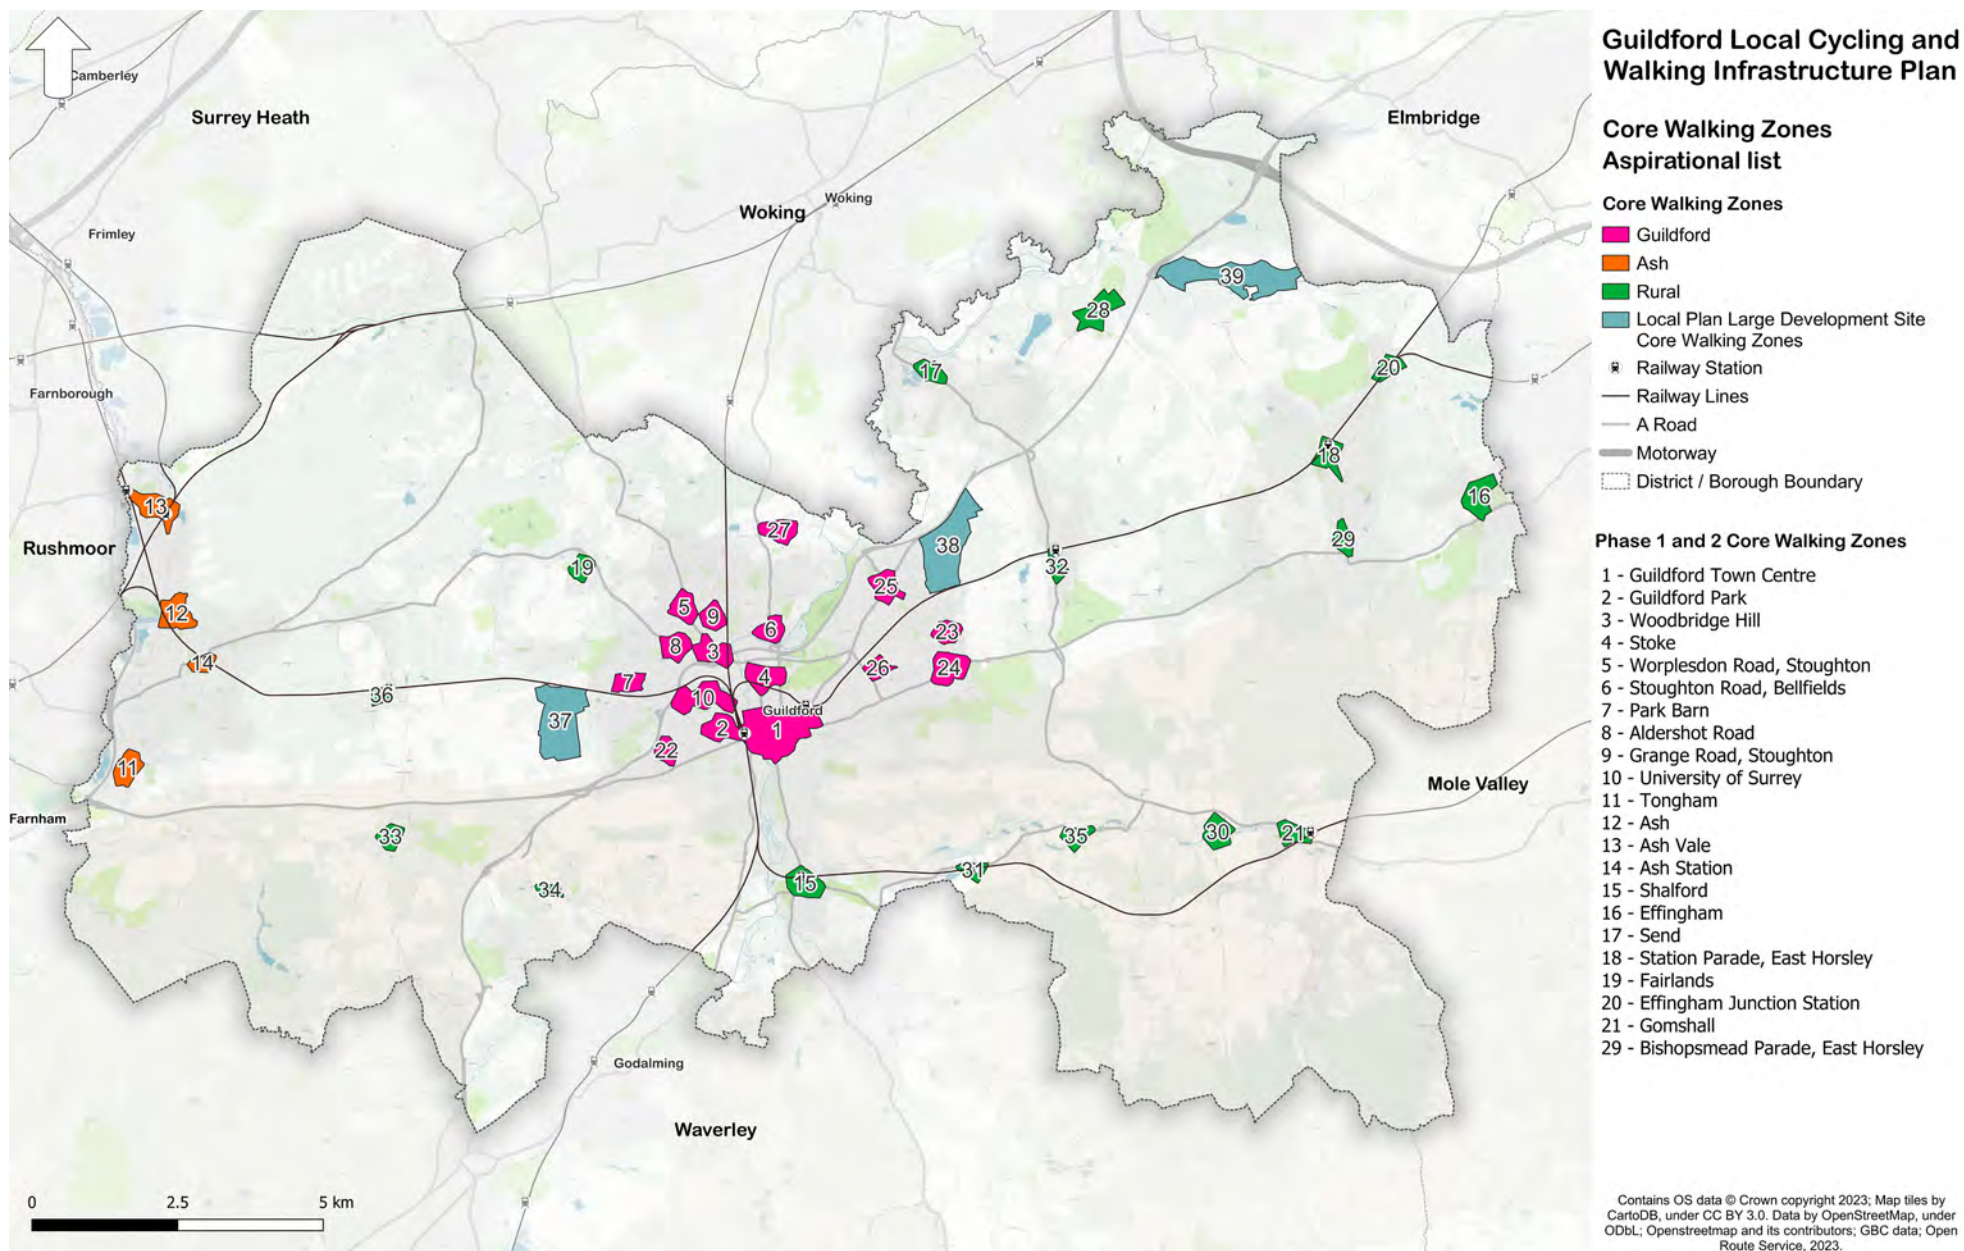 Guildford Local Cycling and
Walking Infrastructure Plan
Core Walking Zones
Aspirational list
Core Walking Zones
Guildford
Ash
Rural
Local Plan Large Development Site
Core Walking Zones
Railway Station
Railway Lines
A Road
Motorway
District / Borough Boundary
Phase 1 and 2 Core Walking Zones
1 - Guildford Town Centre
2 - Guildford Park
3 - Woodbridge Hill
4 - Stoke
5 - Worplesdon Road, Stoughton
6 - Stoughton Road, Bellfields
7 - Park Barn
8 - Aldershot Road
9 - Grange Road, Stoughton
10 - University of Surrey
11 - Tongham
12 - Ash
13 - Ash Vale
14 - Ash Station
15 - Shalford
16 - Effingham
17 - Send
18 - Station Parade, East Horsley
19 - Fairlands
20 - Effingham Junction Station
21 - Gomshall
29 - Bishopsmead Parade, East Horsley
Contains OS data © Crown copyright 2023; Map tiles by
CartoDB, under CC BY 3.0. Data by OpenStreetMap, under
ODbL; Openstreetmap and its contributors; GBC data; Open
Route Service, 2023.
Camberley
Surrey Heath
Elmbridge
Woking
Woking
Frimley
39
28
17
20
Farnborough
18
16
13
27
29
Rushmoor
38
19
32
25
5
9
12
6
23
8
3
14
26
24
4
7
36
10
Guildford
37
2
1
22
11
Mole Valley
Farnham
33
35
30
21
31
15
34
Godalming
Waverley
0
2.5
5 km